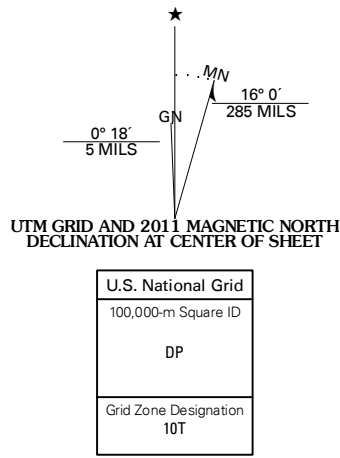 ★
MN
16° 0´
285 MILS
GN
0° 18´
5 MILS
UTM GRID AND 2011 MAGNETIC NORTH
DECLINATION AT CENTER OF SHEET
U.S. National Grid
100,000-m Square ID
DP
Grid Zone Designation
10T